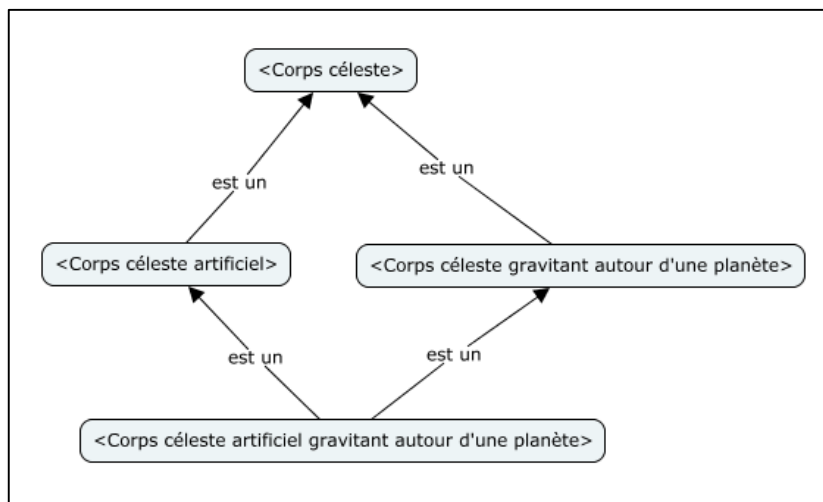 <Corps céleste>
est un
est un
<Corps céleste artificiel>
<Corps céleste gravitant autour d'une planète>
est un
est un
<Corps céleste artificiel gravitant autour d'une planète>